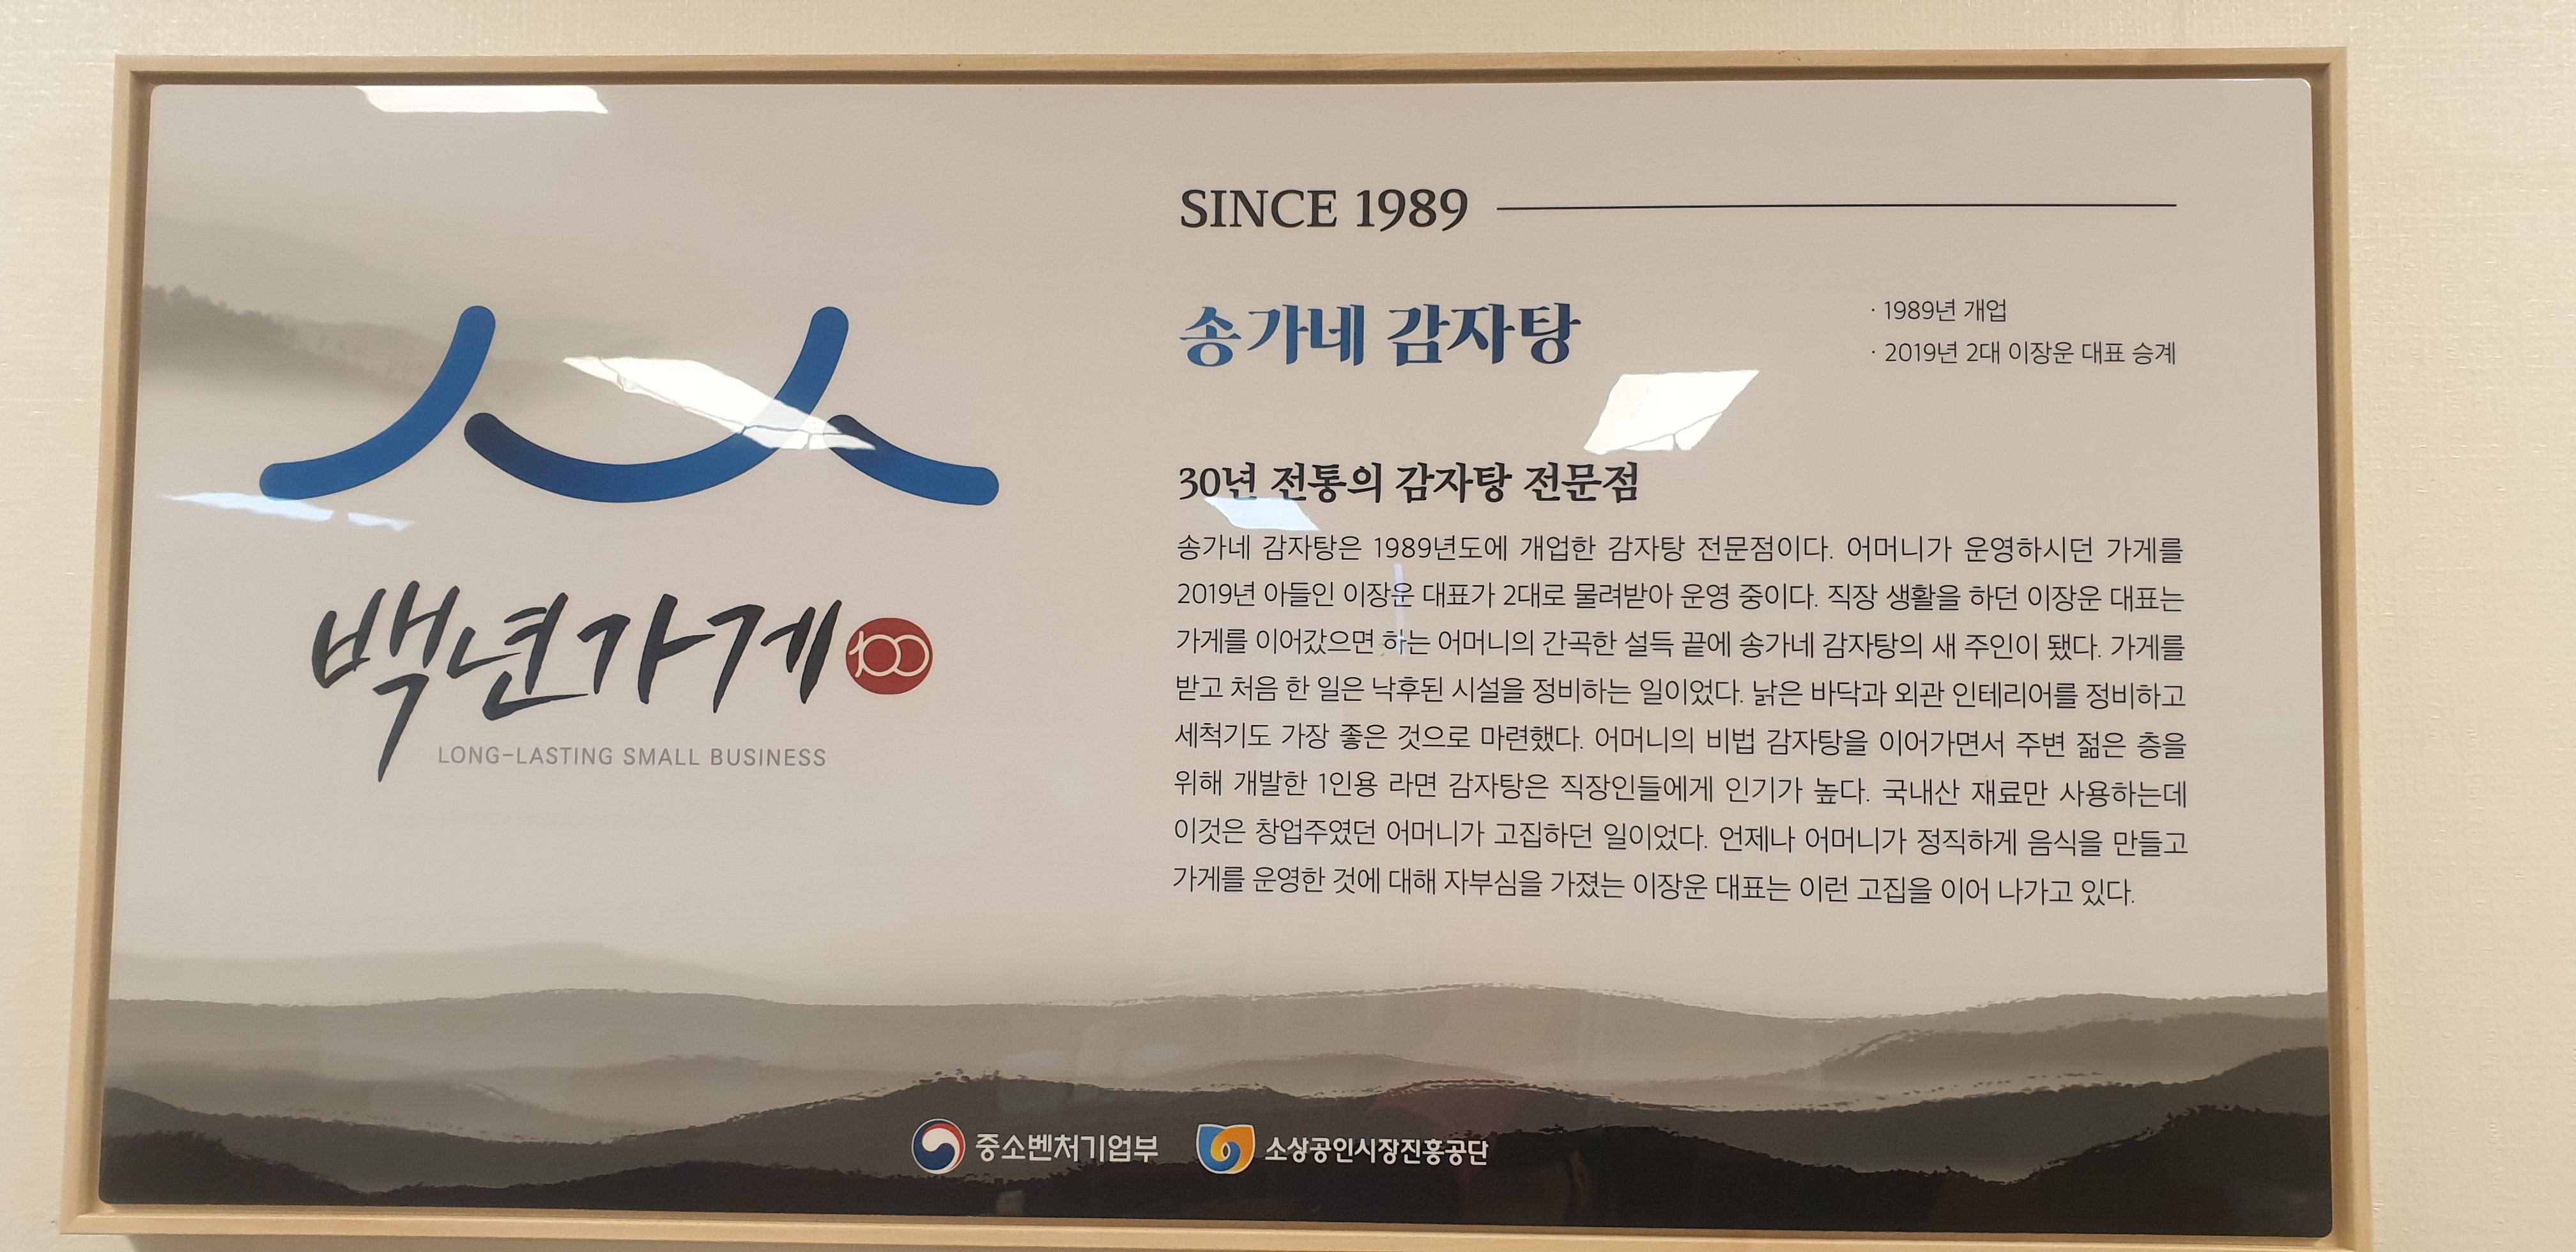 SINCE 1989
송가네 감자탕
· 1989년 개업
· 2019년 2대 이장운 대표 승계
백년가게 100
LONG-LASTING SMALL BUSINESS
30년 전통의 감자탕 전문점
송가네 감자탕은 1989년도에 개업한 감자탕 전문점이다. 어머니가 운영하시던 가게를
2019년 아들인 이장운 대표가 2대로 물려받아 운영 중이다. 직장 생활을 하던 이장운 대표는
가게를 이어갔으면 하는 어머니의 간곡한 설득 끝에 송가네 감자탕의 새 주인이 됐다. 가게를
받고 처음 한 일은 낙후된 시설을 정비하는 일이었다. 낡은 바닥과 외관 인테리어를 정비하고
세척기도 가장 좋은 것으로 마련했다. 어머니의 비법 감자탕을 이어가면서 주변 젊은 층을
위해 개발한 1인용 라면 감자탕은 직장인들에게 인기가 높다. 국내산 재료만 사용하는데
이것은 창업주였던 어머니가 고집하던 일이었다. 언제나 어머니가 정직하게 음식을 만들고
가게를 운영한 것에 대해 자부심을 가졌는 이장운 대표는 이런 고집을 이어 나가고 있다.
중소벤처기업부
소상공인시장진흥공단